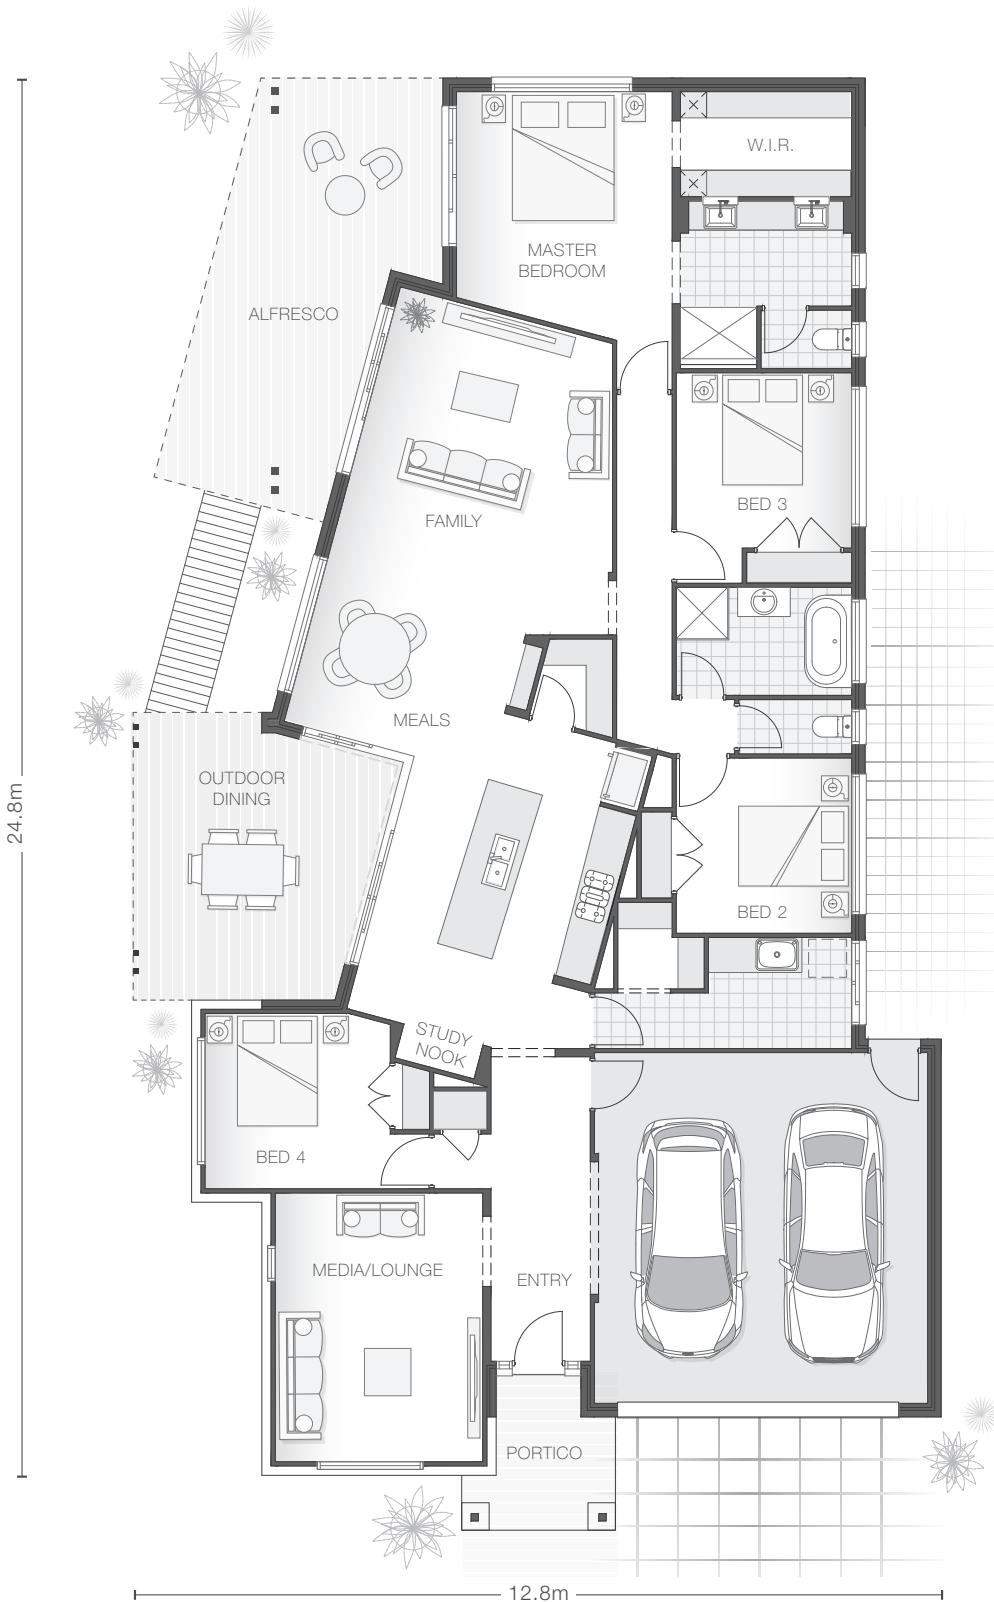 W.I.R.
MASTER
BEDROOM
ALFRESCO
BED 3
FAMILY
MEALS
OUTDOOR
DINING
24.8m
BED 2
STUDY
NOOK
BED 4
MEDIA/LOUNGE
ENTRY
PORTICO
12.8m